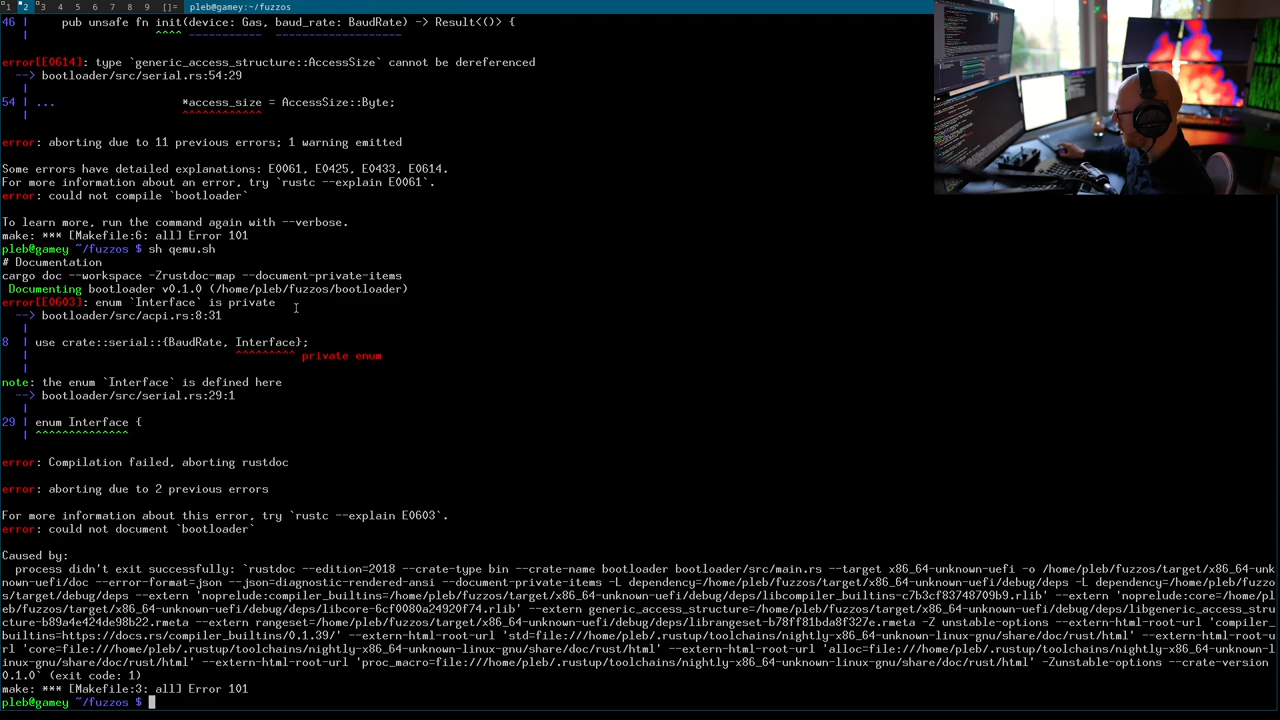 1 2 3 4 5 6 7 8 9 []= pleb@gamey:~/fuzzos
46 | pub unsafe fn init(device: Gas, baud_rate: BaudRate) -> Result<()> {
| ^^^^ ----------- -------------------
error[E0614]: type `generic_access_structure::AccessSize` cannot be dereferenced
--> bootloader/src/serial.rs:54:29
|
54 | ... *access_size = AccessSize::Byte;
| ^^^^^^^^^^^^
error: aborting due to 11 previous errors; 1 warning emitted
Some errors have detailed explanations: E0061, E0425, E0433, E0614.
For more information about an error, try `rustc --explain E0061`.
error: could not compile `bootloader`
To learn more, run the command again with --verbose.
make: *** [Makefile:6: all] Error 101
pleb@gamey ~/fuzzos $ sh qemu.sh
# Documentation
cargo doc --workspace -Zrustdoc-map --document-private-items
Documenting bootloader v0.1.0 (/home/pleb/fuzzos/bootloader)
error[E0603]: enum `Interface` is private
--> bootloader/src/acpi.rs:8:31
|
8 | use crate::serial::{BaudRate, Interface};
| ^^^^^^^^^ private enum
|
note: the enum `Interface` is defined here
--> bootloader/src/serial.rs:29:1
|
29 | enum Interface {
| ^^^^^^^^^^^^^^
error: Compilation failed, aborting rustdoc
error: aborting due to 2 previous errors
For more information about this error, try `rustc --explain E0603`.
error: could not document `bootloader`
Caused by:
process didn't exit successfully: `rustdoc --edition=2018 --crate-type bin --crate-name bootloader bootloader/src/main.rs --target x86_64-unknown-uefi -o /home/pleb/fuzzos/target/x86_64-unk
nown-uefi/doc --error-format=json --json=diagnostic-rendered-ansi --document-private-items -L dependency=/home/pleb/fuzzos/target/x86_64-unknown-uefi/debug/deps -L dependency=/home/pleb/fuzzo
s/target/debug/deps --extern 'noprelude:compiler_builtins=/home/pleb/fuzzos/target/x86_64-unknown-uefi/debug/deps/libcompiler_builtins-c7b3cf83748709b9.rlib' --extern 'noprelude:core=/home/pl
eb/fuzzos/target/x86_64-unknown-uefi/debug/deps/libcore-6cf0080a24920f74.rlib' --extern generic_access_structure=/home/pleb/fuzzos/target/x86_64-unknown-uefi/debug/deps/libgeneric_access_stru
cture-b89a4e424de98b22.rmeta --extern rangeset=/home/pleb/fuzzos/target/x86_64-unknown-uefi/debug/deps/librangeset-b78ff81bda8f327e.rmeta -Z unstable-options --extern-html-root-url 'compiler_
builtins=https://docs.rs/compiler_builtins/0.1.39/' --extern-html-root-url 'std=file:///home/pleb/.rustup/toolchains/nightly-x86_64-unknown-linux-gnu/share/doc/rust/html' --extern-html-root-u
rl 'core=file:///home/pleb/.rustup/toolchains/nightly-x86_64-unknown-linux-gnu/share/doc/rust/html' --extern-html-root-url 'alloc=file:///home/pleb/.rustup/toolchains/nightly-x86_64-unknown-l
inux-gnu/share/doc/rust/html' --extern-html-root-url 'proc_macro=file:///home/pleb/.rustup/toolchains/nightly-x86_64-unknown-linux-gnu/share/doc/rust/html' -Zunstable-options --crate-version
0.1.0` (exit code: 1)
make: *** [Makefile:3: all] Error 101
pleb@gamey ~/fuzzos $